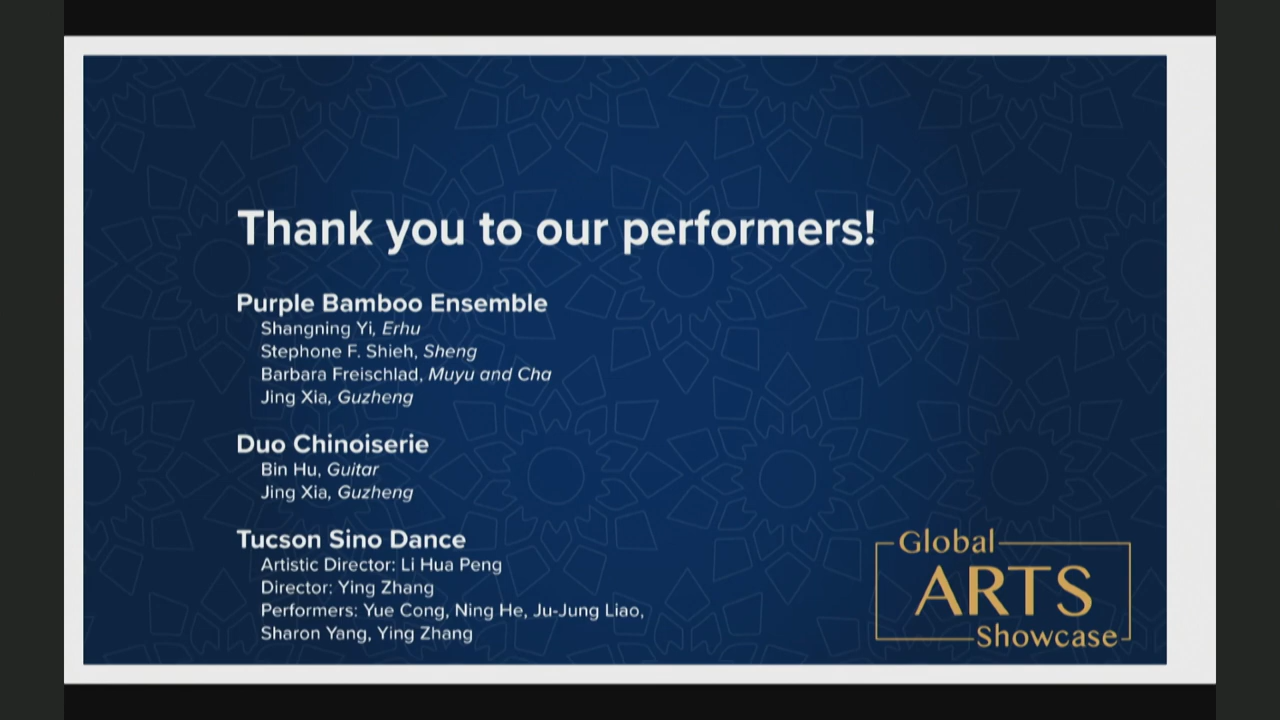 Thank you to our performers!
Purple Bamboo Ensemble
Shangning Yi, Erhu
Stephone F. Shieh, Sheng
Barbara Freischlad, Muyu and Cha
Jing Xia, Guzheng
Duo Chinoiserie
Bin Hu, Guitar
Jing Xia, Guzheng
Tucson Sino Dance
Artistic Director: Li Hua Peng
Director: Ying Zhang
Performers: Yue Cong, Ning He, Ju-Jung Liao,
Sharon Yang, Ying Zhang
Global
ARTS
Showcase